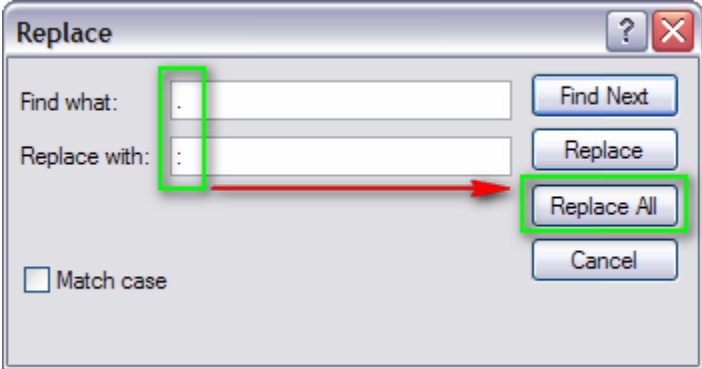 Replace
?
Find what: .
Find Next
Replace with: :
Replace
Replace All
Match case
Cancel